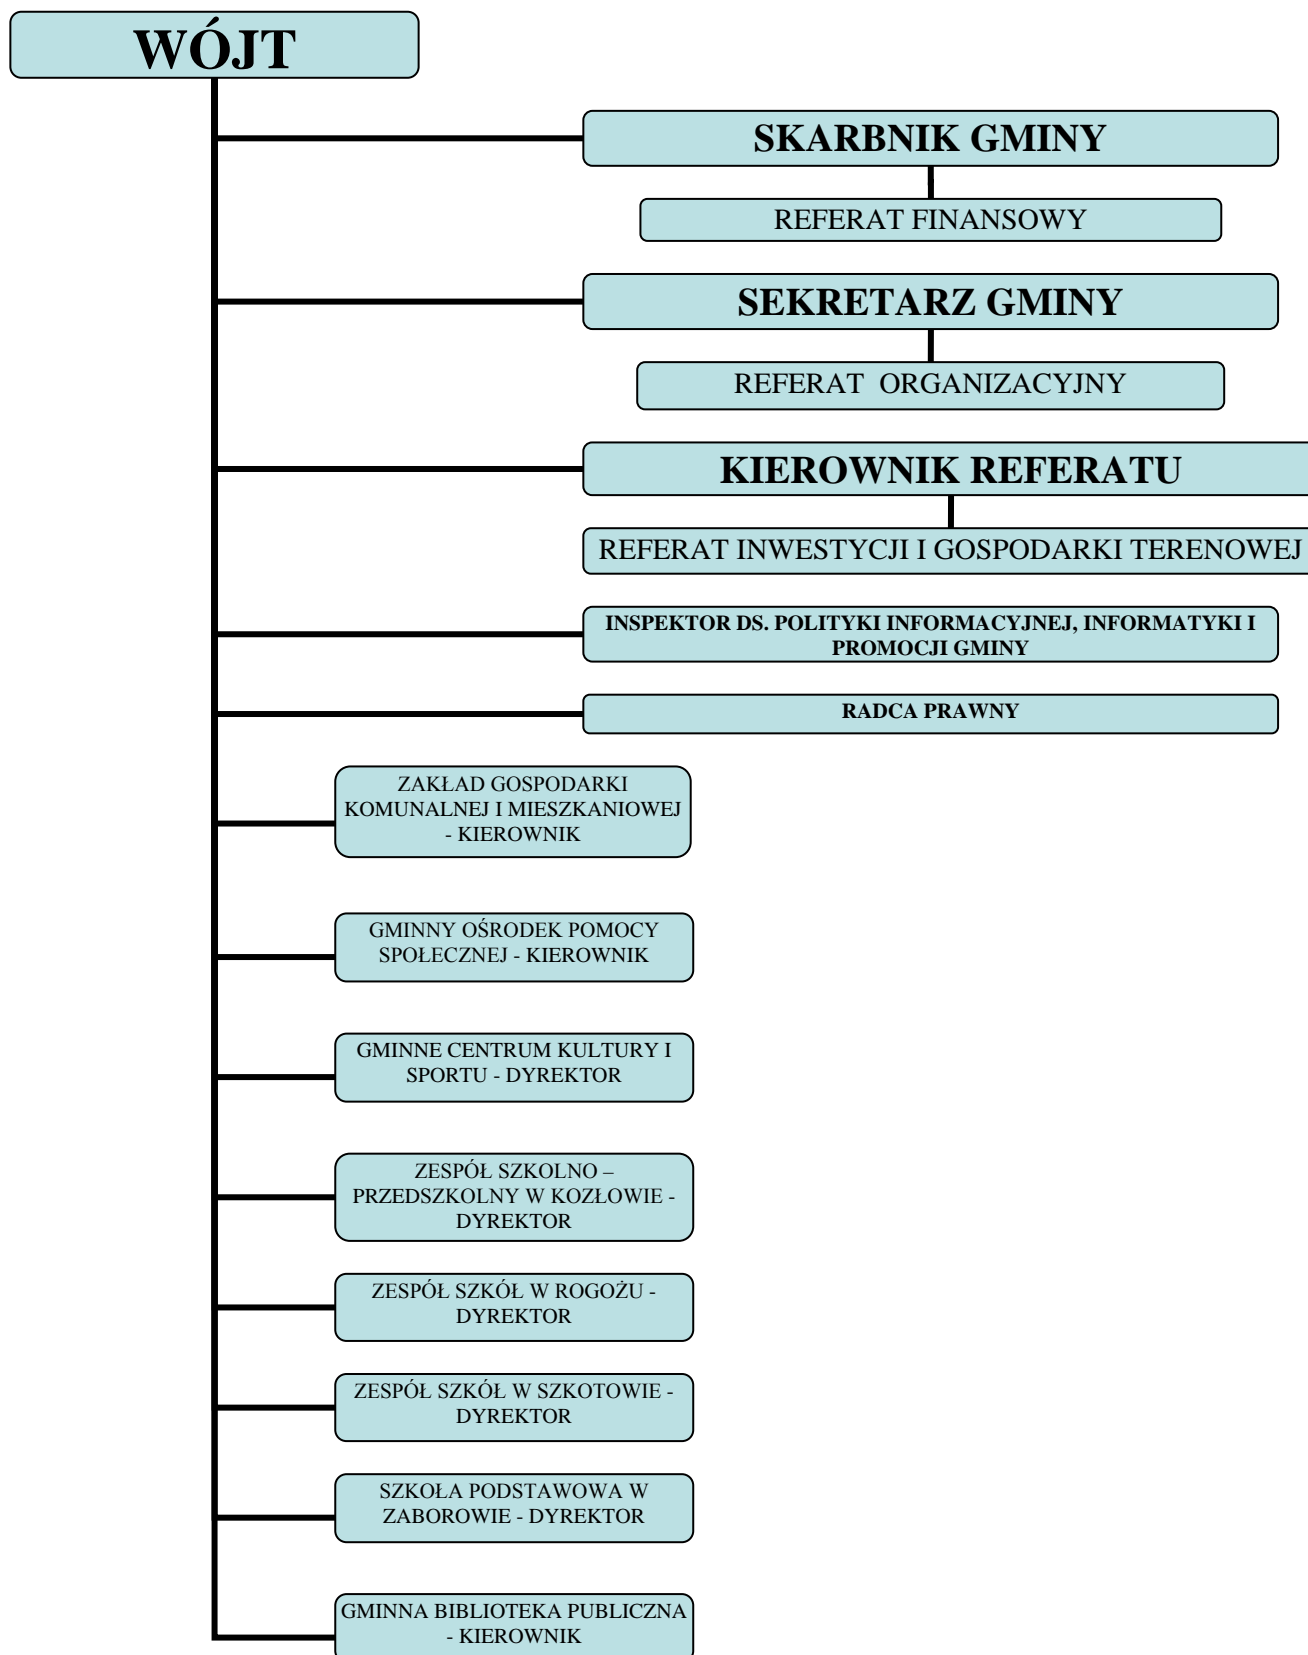 WÓJT
SKARBNIK GMINY
REFERAT FINANSOWY
SEKRETARZ GMINY
REFERAT ORGANIZACYJNY
KIEROWNIK REFERATU
REFERAT INWESTYCJI I GOSPODARKI TERENOWEJ
INSPEKTOR DS. POLITYKI INFORMACYJNEJ, INFORMATYKI I
PROMOCJI GMINY
RADCA PRAWNY
ZAKŁAD GOSPODARKI
KOMUNALNEJ I MIESZKANIOWEJ
- KIEROWNIK
GMINNY OŚRODEK POMOCY
SPOŁECZNEJ - KIEROWNIK
GMINNE CENTRUM KULTURY I
SPORTU - DYREKTOR
ZESPÓŁ SZKOLNO –
PRZEDSZKOLNY W KOZŁOWIE -
DYREKTOR
ZESPÓŁ SZKÓŁ W ROGOŻU -
DYREKTOR
ZESPÓŁ SZKÓŁ W SZKOTOWIE -
DYREKTOR
SZKOŁA PODSTAWOWA W
ZABOROWIE - DYREKTOR
GMINNA BIBLIOTEKA PUBLICZNA
- KIEROWNIK